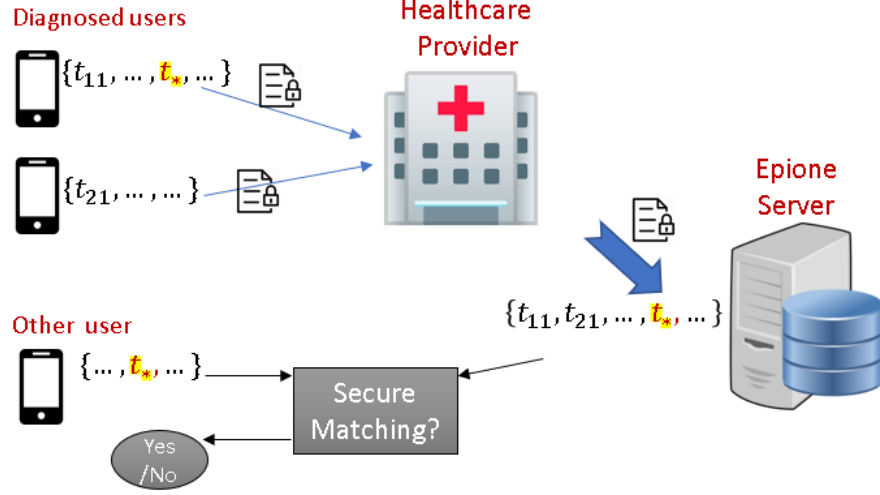 Diagnosed users
{t₁₁, … , t⁎, … }
{t₂₁, … , … }
Healthcare
Provider
Epione
Server
{t₁₁, t₂₁, … , t⁎, … }
Other user
{… , t⁎, … }
Secure
Matching?
Yes
/No